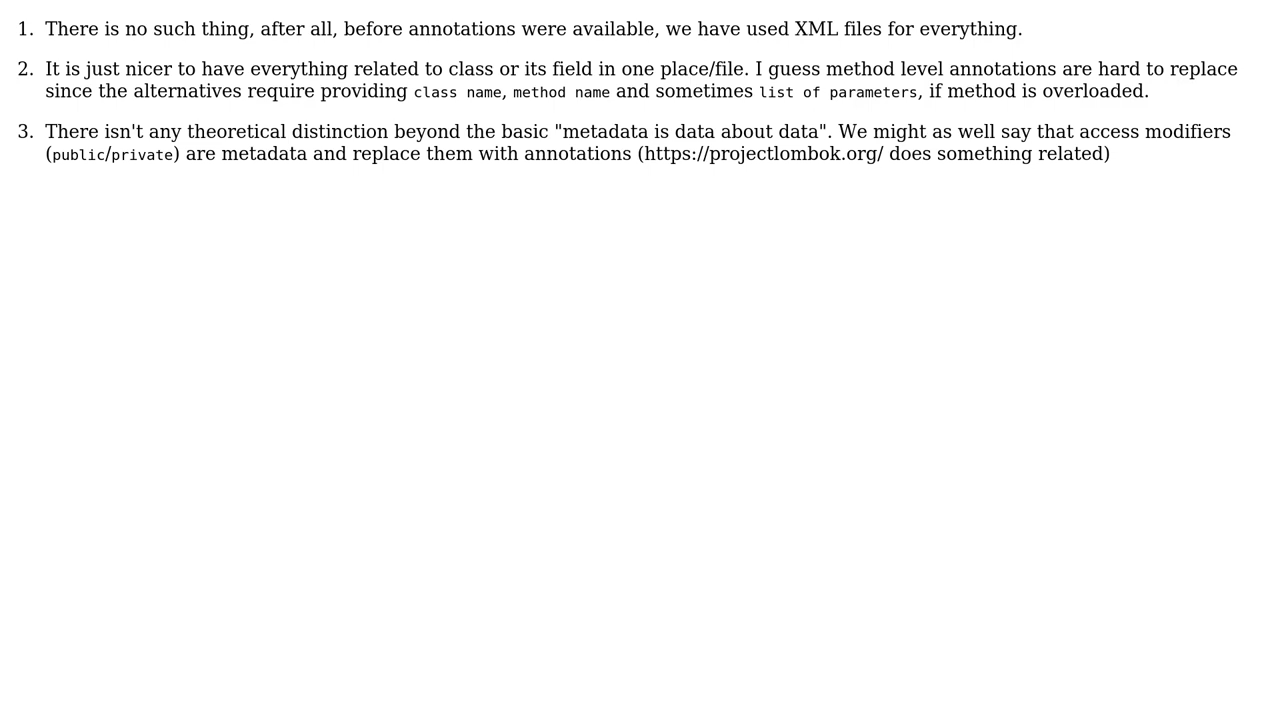 1. There is no such thing, after all, before annotations were available, we have used XML files for everything.
2. It is just nicer to have everything related to class or its field in one place/file. I guess method level annotations are hard to replace
since the alternatives require providing class name, method name and sometimes list of parameters, if method is overloaded.
3. There isn't any theoretical distinction beyond the basic "metadata is data about data". We might as well say that access modifiers
(public/private) are metadata and replace them with annotations (https://projectlombok.org/ does something related)